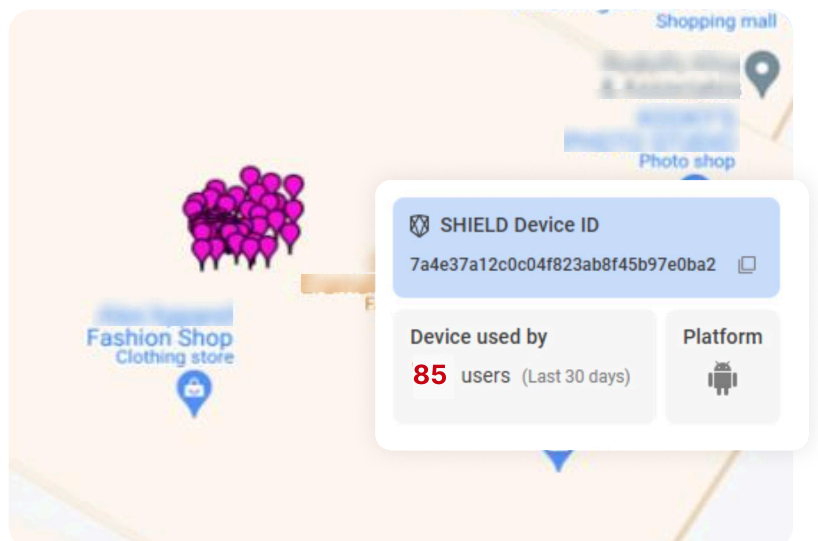 Shopping mall
Photo shop
SHIELD Device ID
7a4e37a12c0c04f823ab8f45b97e0ba2
Device used by
Platform
85 users (Last 30 days)
Fashion Shop
Clothing store